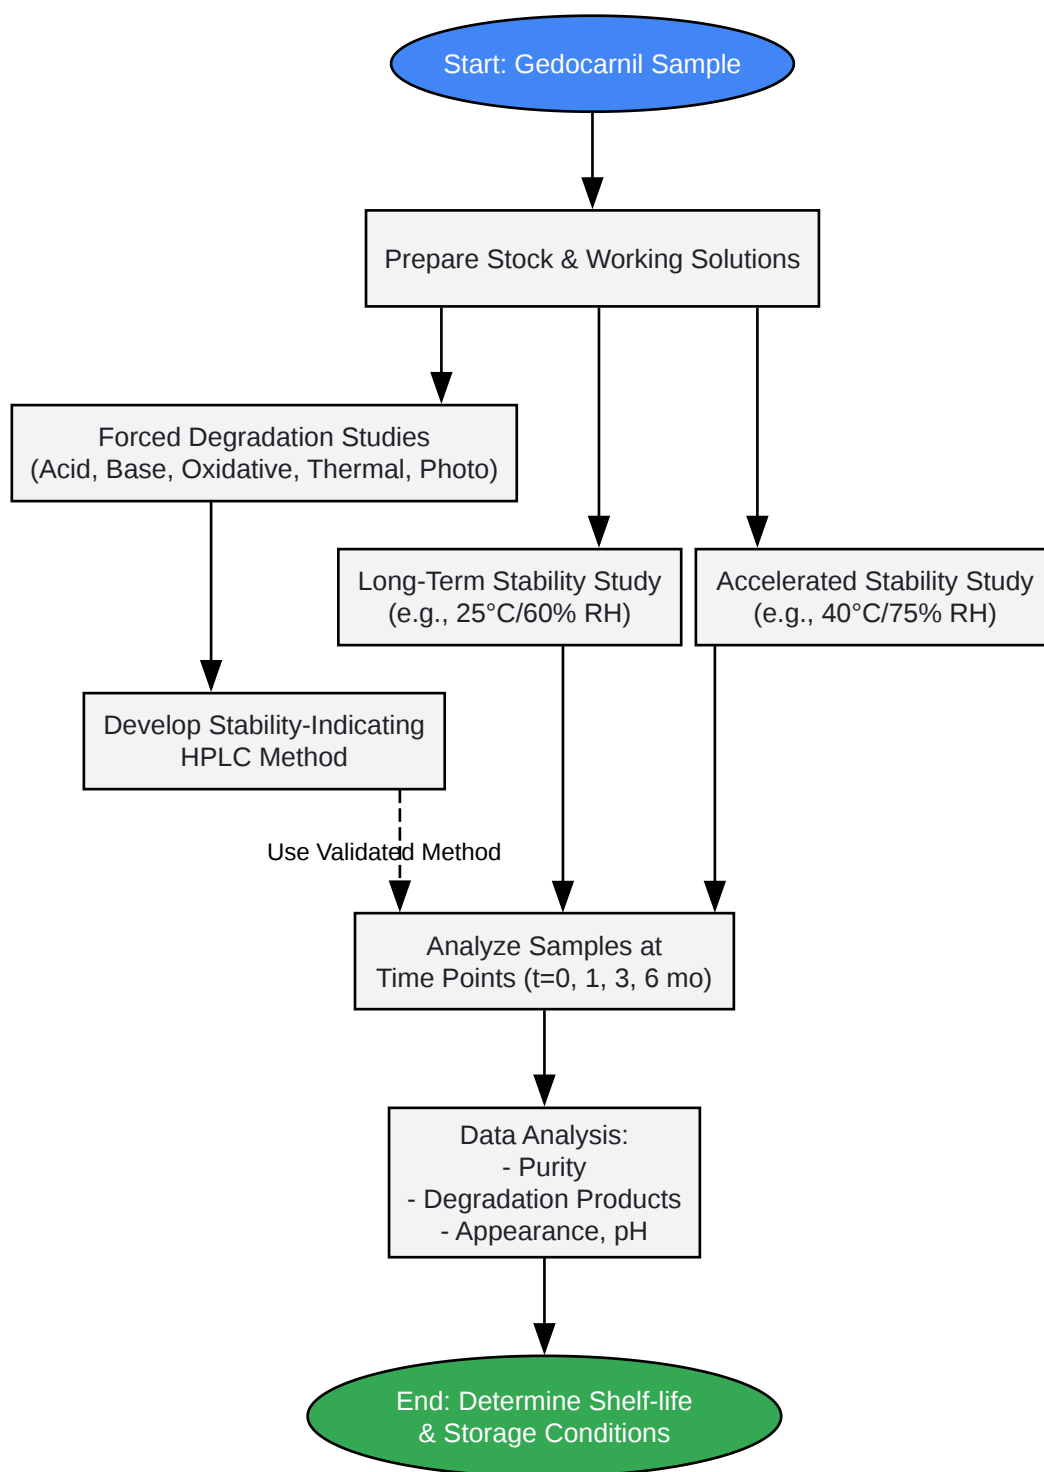 Start: Gedocarnil Sample
Prepare Stock & Working Solutions
Forced Degradation Studies
(Acid, Base, Oxidative, Thermal, Photo)
Long-Term Stability Study
(e.g., 25°C/60% RH)
Accelerated Stability Study
(e.g., 40°C/75% RH)
Develop Stability-Indicating
HPLC Method
Use Validated Method
Analyze Samples at
Time Points (t=0, 1, 3, 6 mo)
Data Analysis:
- Purity
- Degradation Products
- Appearance, pH
End: Determine Shelf-life
& Storage Conditions